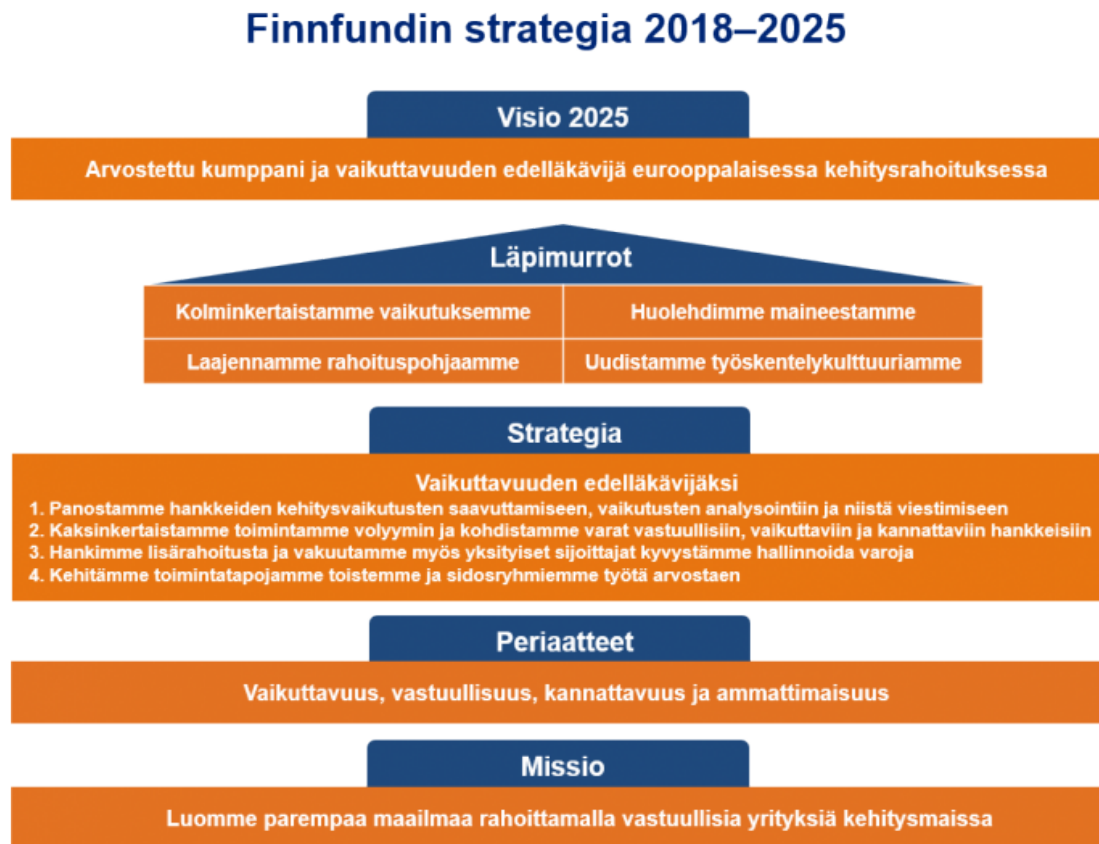 Finnfundin strategia 2018–2025
Visio 2025
Arvostettu kumppani ja vaikuttavuuden edelläkävijä eurooppalaisessa kehitysrahoituksessa
Läpimurrot
Kolminkertaistamme vaikutuksemme
Huolehdimme maineestamme
Laajennamme rahoituspohjaamme
Uudistamme työskentelykulttuuriamme
Strategia
Vaikuttavuuden edelläkävijäksi
1. Panostamme hankkeiden kehitysvaikutusten saavuttamiseen, vaikutusten analysointiin ja niistä viestimiseen
2. Kaksinkertaistamme toimintamme volyymin ja kohdistamme varat vastuullisiin, vaikuttaviin ja kannattaviin hankkeisiin
3. Hankimme lisärahoitusta ja vakuutamme myös yksityiset sijoittajat kyvystämme hallinnoida varoja
4. Kehitämme toimintatapojamme toistemme ja sidosryhmiemme työtä arvostaen
Periaatteet
Vaikuttavuus, vastuullisuus, kannattavuus ja ammattimaisuus
Missio
Luomme parempaa maailmaa rahoittamalla vastuullisia yrityksiä kehitysmaissa